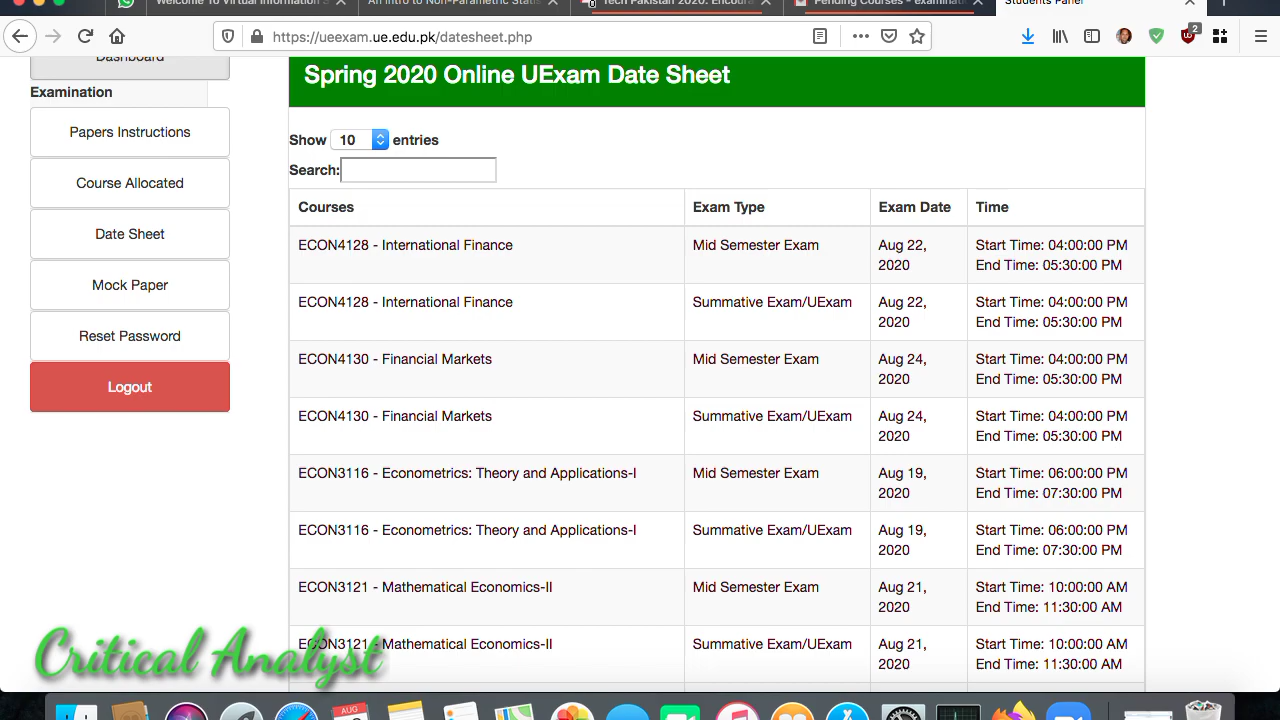 Welcome To Virtual Information S
An Intro to Non-Parametric Statis
Tech Pakistan 2020: Encoura
Pending Courses - examinati
Students Panel
https://ueexam.ue.edu.pk/datesheet.php
2
Dashboard
Examination
Papers Instructions
Course Allocated
Date Sheet
Mock Paper
Reset Password
Logout
Spring 2020 Online UExam Date Sheet
Show 10 entries
Search:
Courses Exam Type Exam Date Time
ECON4128 - International Finance Mid Semester Exam Aug 22, Start Time: 04:00:00 PM
2020 End Time: 05:30:00 PM
ECON4128 - International Finance Summative Exam/UExam Aug 22, Start Time: 04:00:00 PM
2020 End Time: 05:30:00 PM
ECON4130 - Financial Markets Mid Semester Exam Aug 24, Start Time: 04:00:00 PM
2020 End Time: 05:30:00 PM
ECON4130 - Financial Markets Summative Exam/UExam Aug 24, Start Time: 04:00:00 PM
2020 End Time: 05:30:00 PM
ECON3116 - Econometrics: Theory and Applications-I Mid Semester Exam Aug 19, Start Time: 06:00:00 PM
2020 End Time: 07:30:00 PM
ECON3116 - Econometrics: Theory and Applications-I Summative Exam/UExam Aug 19, Start Time: 06:00:00 PM
2020 End Time: 07:30:00 PM
ECON3121 - Mathematical Economics-II Mid Semester Exam Aug 21, Start Time: 10:00:00 AM
2020 End Time: 11:30:00 AM
ECON3121 - Mathematical Economics-II Summative Exam/UExam Aug 21, Start Time: 10:00:00 AM
2020 End Time: 11:30:00 AM
Critical Analyst
AUG